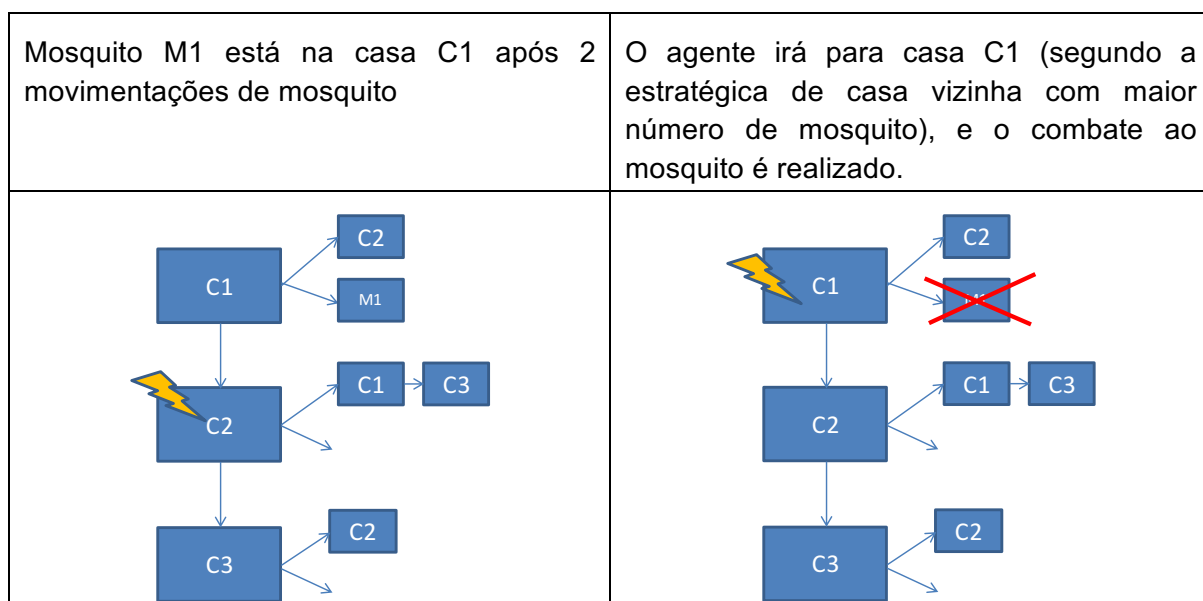 Mosquito M1 está na casa C1 após 2
movimentações de mosquito
O agente irá para casa C1 (segundo a
estratégica de casa vizinha com maior
número de mosquito), e o combate ao
mosquito é realizado.
C2
C1
M1
C1
C3
C2
C2
C3
C2
C1
C1
C3
C2
C2
C3